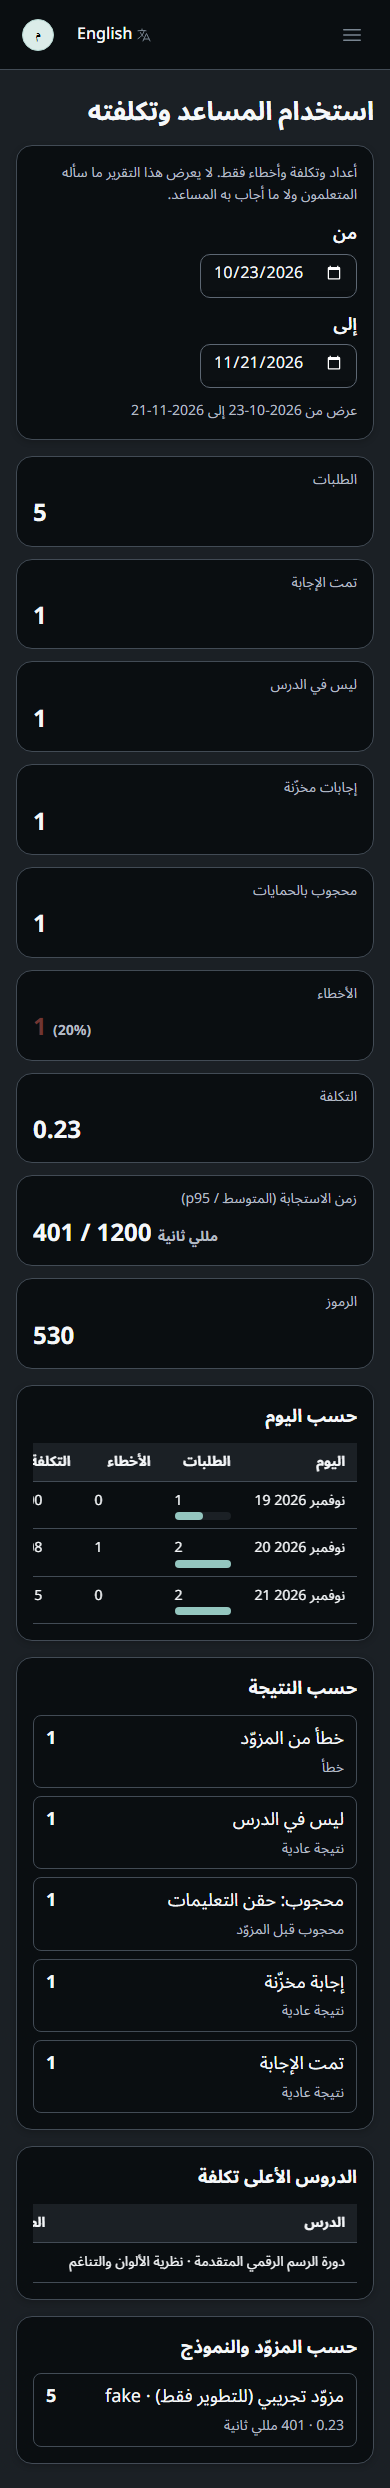 م
English
استخدام المساعد وتكلفته
أعداد وتكلفة وأخطاء فقط. لا يعرض هذا التقرير ما سأله
المتعلمون ولا ما أجاب به المساعد.
من
10/23/2026
إلى
11/21/2026
عرض من 2026-10-23 إلى 2026-11-21
الطلبات
5
تمت الإجابة
1
ليس في الدرس
1
إجابات مخزّنة
1
محجوب بالحمايات
1
الأخطاء
1 (20%)
التكلفة
0.23
زمن الاستجابة (المتوسط / p95)
401 / 1200 مللي ثانية
الرموز
530
حسب اليوم
اليوم الطلبات الأخطاء التكلفة
19 نوفمبر 2026 1 0
20 نوفمبر 2026 2 1
21 نوفمبر 2026 2 0
حسب النتيجة
خطأ من المزوّد 1
خطأ
ليس في الدرس 1
نتيجة عادية
محجوب: حقن التعليمات 1
محجوب قبل المزوّد
إجابة مخزّنة 1
نتيجة عادية
تمت الإجابة 1
نتيجة عادية
الدروس الأعلى تكلفة
الدرس
دورة الرسم الرقمي المتقدمة · نظرية الألوان والتناغم
حسب المزوّد والنموذج
مزوّد تجريبي (للتطوير فقط) · fake 5
0.23 · 401 مللي ثانية